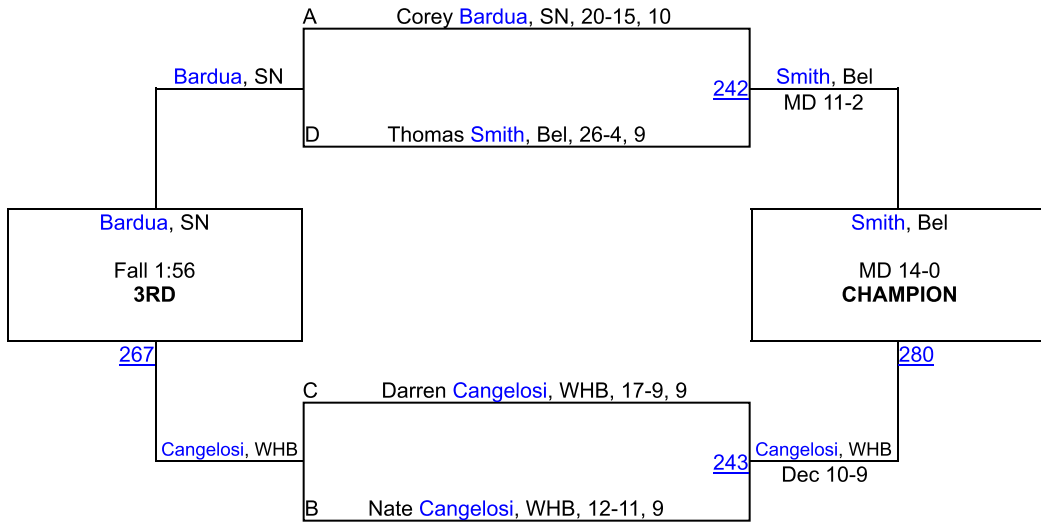 A Corey Bardua, SN, 20-15, 10
Bardua, SN
242
Smith, Bel
MD 11-2
D Thomas Smith, Bel, 26-4, 9
Bardua, SN
Fall 1:56
3RD
267
Smith, Bel
MD 14-0
CHAMPION
280
C Darren Cangelosi, WHB, 17-9, 9
Cangelosi, WHB
243
Cangelosi, WHB
Dec 10-9
B Nate Cangelosi, WHB, 12-11, 9